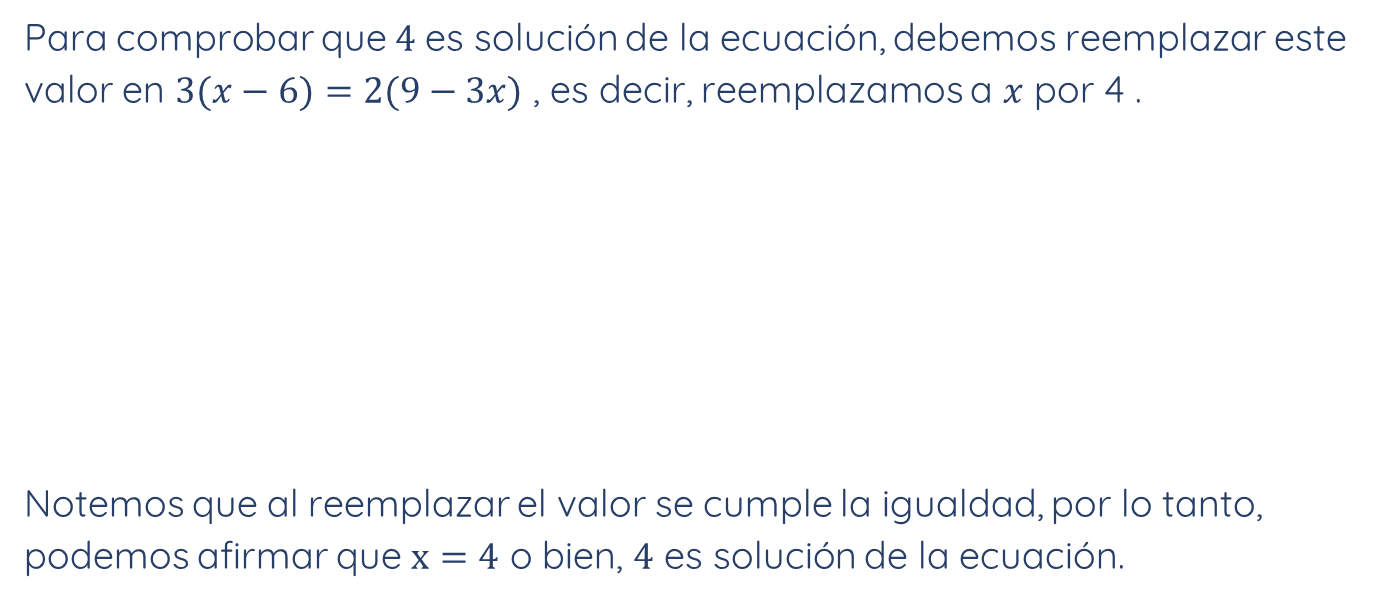 Para comprobar que 4 es solución de la ecuación, debemos reemplazar este
valor en 3(x − 6) = 2(9 − 3x) , es decir, reemplazamos a x por 4 .
Notemos que al reemplazar el valor se cumple la igualdad, por lo tanto,
podemos afirmar que x = 4 o bien, 4 es solución de la ecuación.